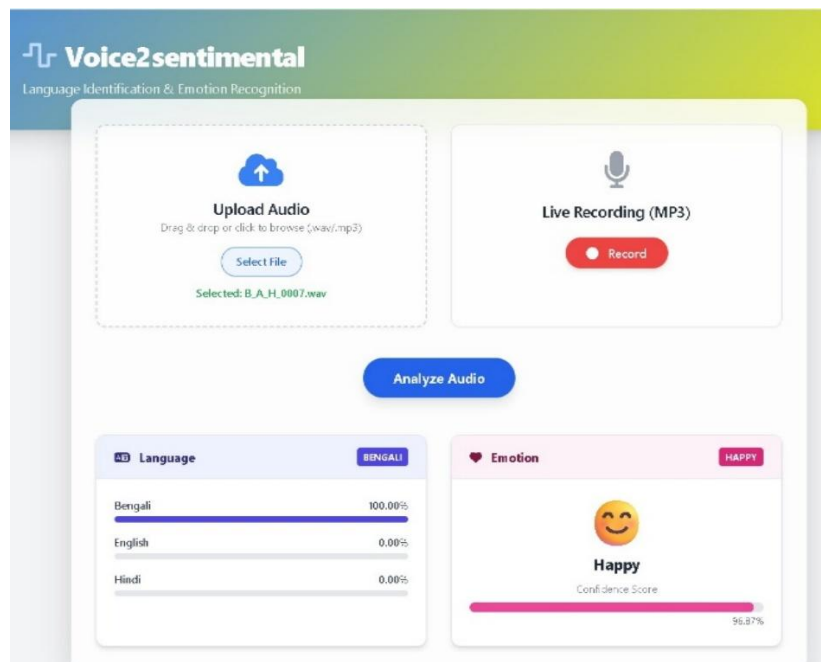 Voice2sentimental
Language Identification & Emotion Recognition
Upload Audio
Drag & drop or click to browse (.wav/.mp3)
Select File
Selected: B_A_H_0007.wav
Live Recording (MP3)
Record
Analyze Audio
Language
BENGALI
Bengali
100.00%
English
0.00%
Hindi
0.00%
Emotion
HAPPY
Happy
Confidence Score
96.87%